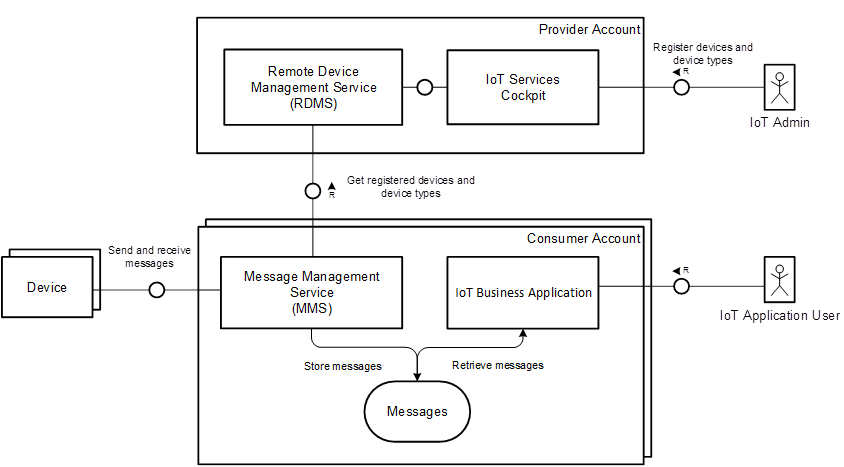 Provider Account
Register devices and
device types
R
Remote Device
Management Service
(RDMS)
IoT Services
Cockpit
IoT Admin
Get registered devices and
device types
R
Consumer Account
Send and receive
messages
Device
Message Management
Service
(MMS)
IoT Business Application
R
IoT Application User
Store messages
Retrieve messages
Messages